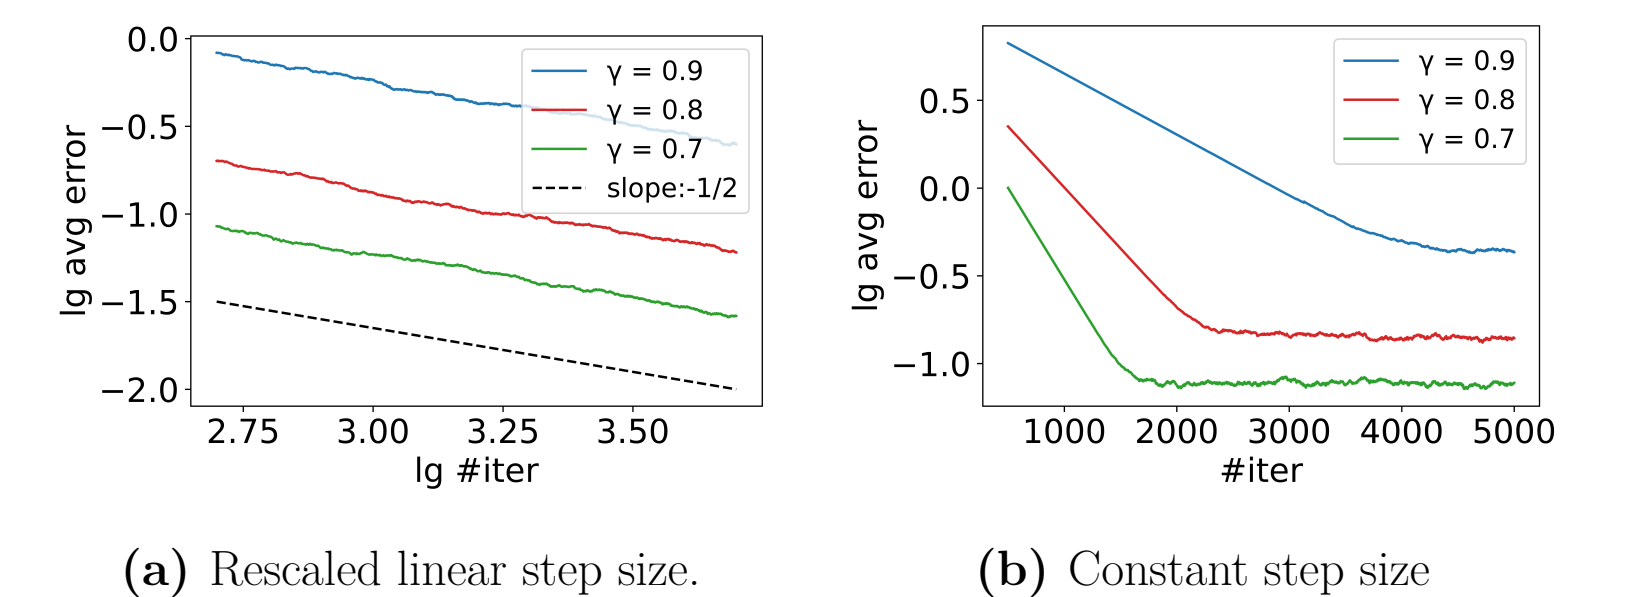 0.0
−0.5
−1.0
−1.5
−2.0
lg avg error
2.75 3.00 3.25 3.50
lg #iter
γ = 0.9
γ = 0.8
γ = 0.7
slope:-1/2
(a) Rescaled linear step size.
0.5
0.0
−0.5
−1.0
lg avg error
1000 2000 3000 4000 5000
#iter
γ = 0.9
γ = 0.8
γ = 0.7
(b) Constant step size